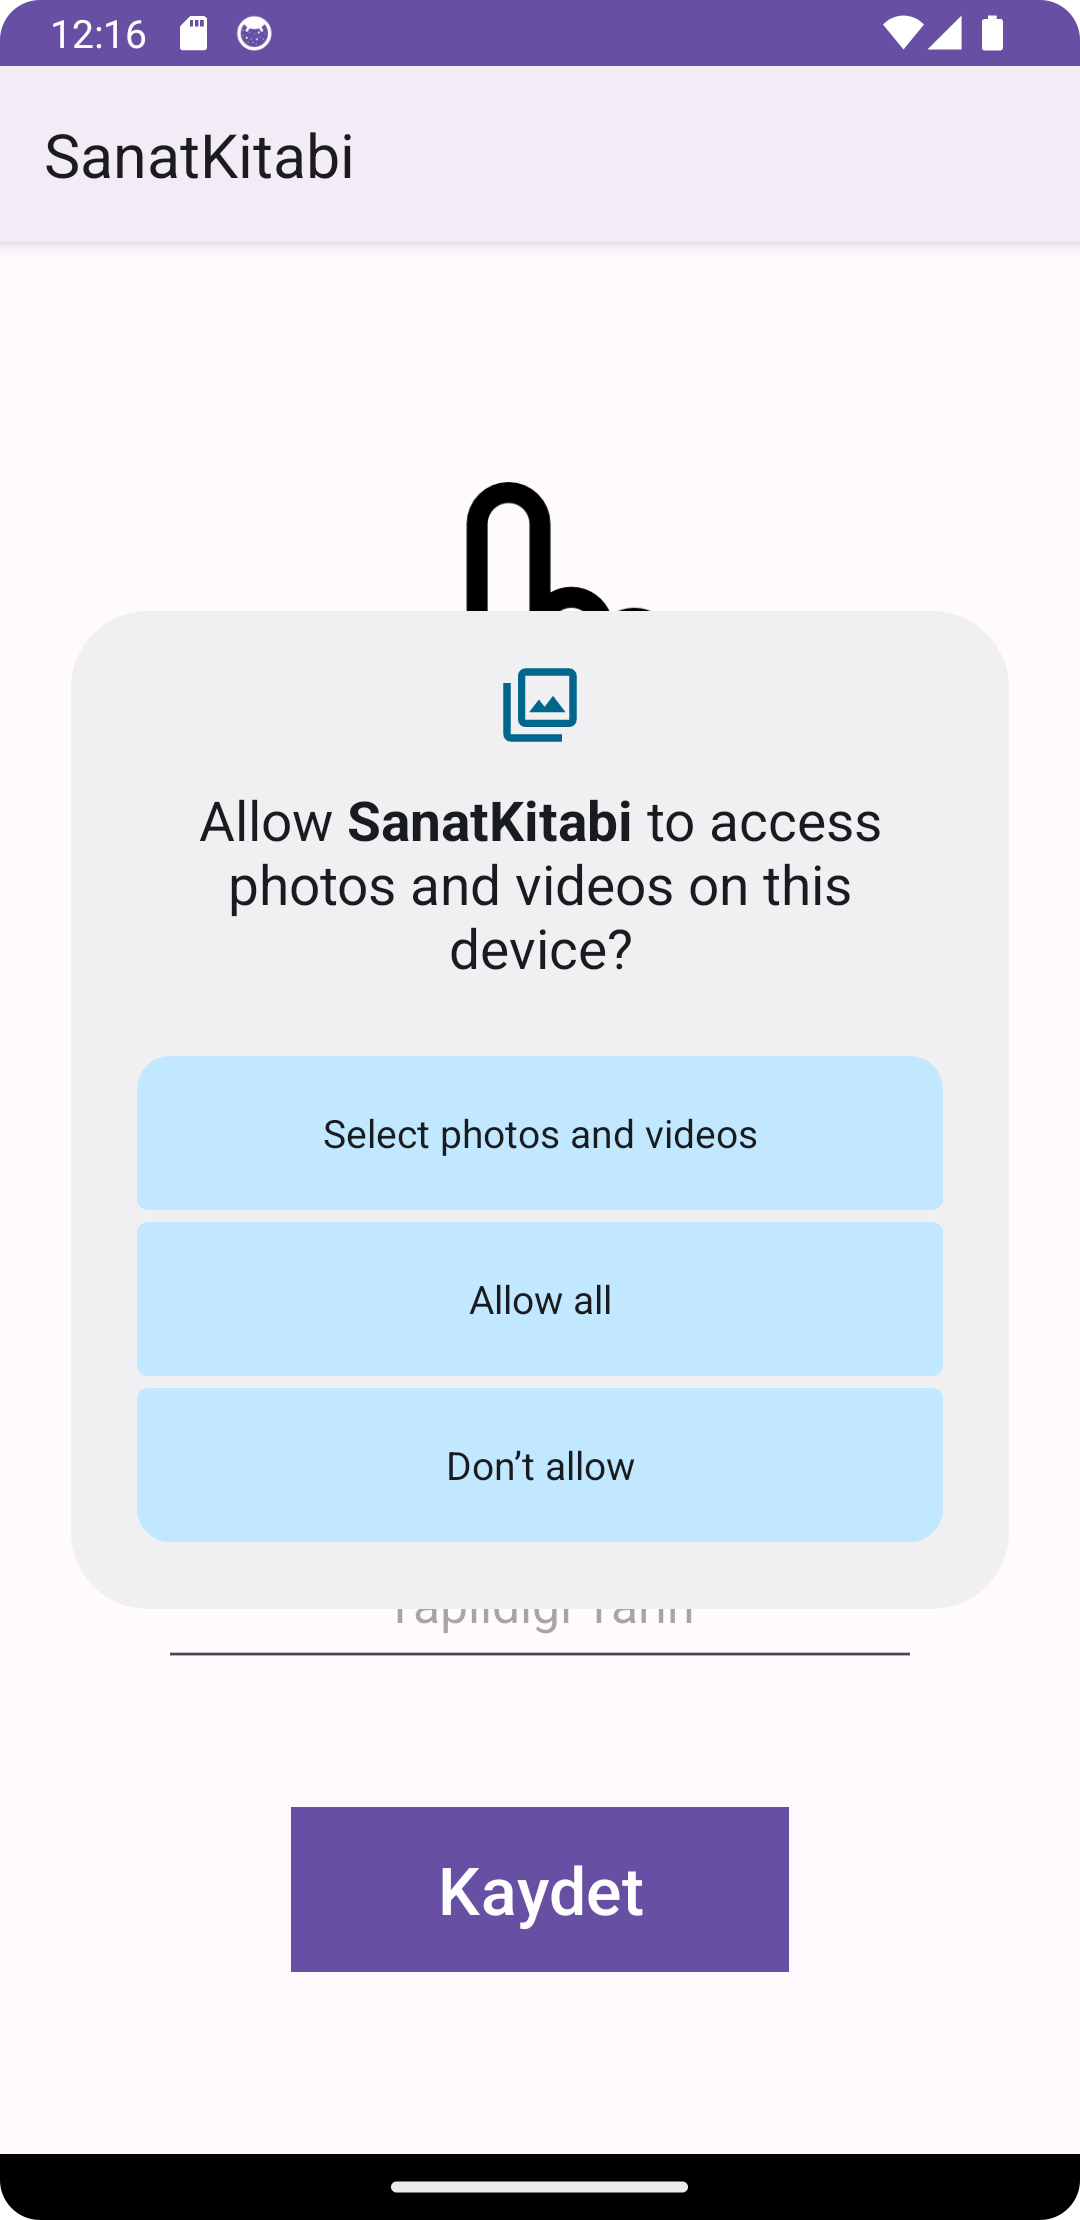 12:16
SanatKitabi
Allow SanatKitabi to access
photos and videos on this
device?
Select photos and videos
Allow all
Don’t allow
Kaydet